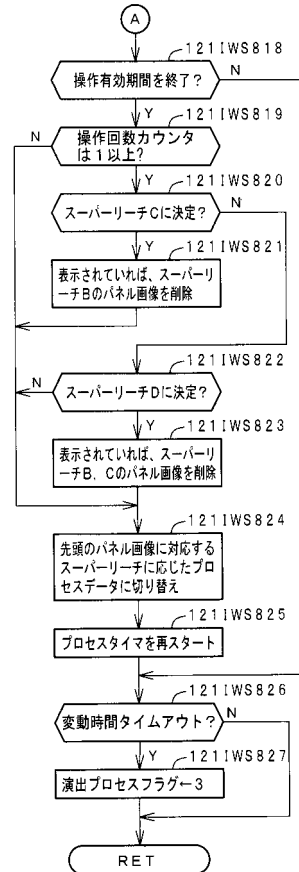 A
121IWS818
操作有効期間を終了？
N
Y
121IWS819
N
操作回数カウンタ
は１以上？
Y
121IWS820
スーパーリーチCに決定？
N
Y
121IWS821
表示されていれば、スーパー
リーチBのパネル画像を削除
121IWS822
N
スーパーリーチDに決定？
Y
121IWS823
表示されていれば、スーパー
リーチB、Cのパネル画像を削除
121IWS824
先頭のパネル画像に対応する
スーパーリーチに応じたプロ
セスデータに切り替え
121IWS825
プロセスタイマを再スタート
121IWS826
変動時間タイムアウト？
N
Y
121IWS827
演出プロセスフラグ←３
RET